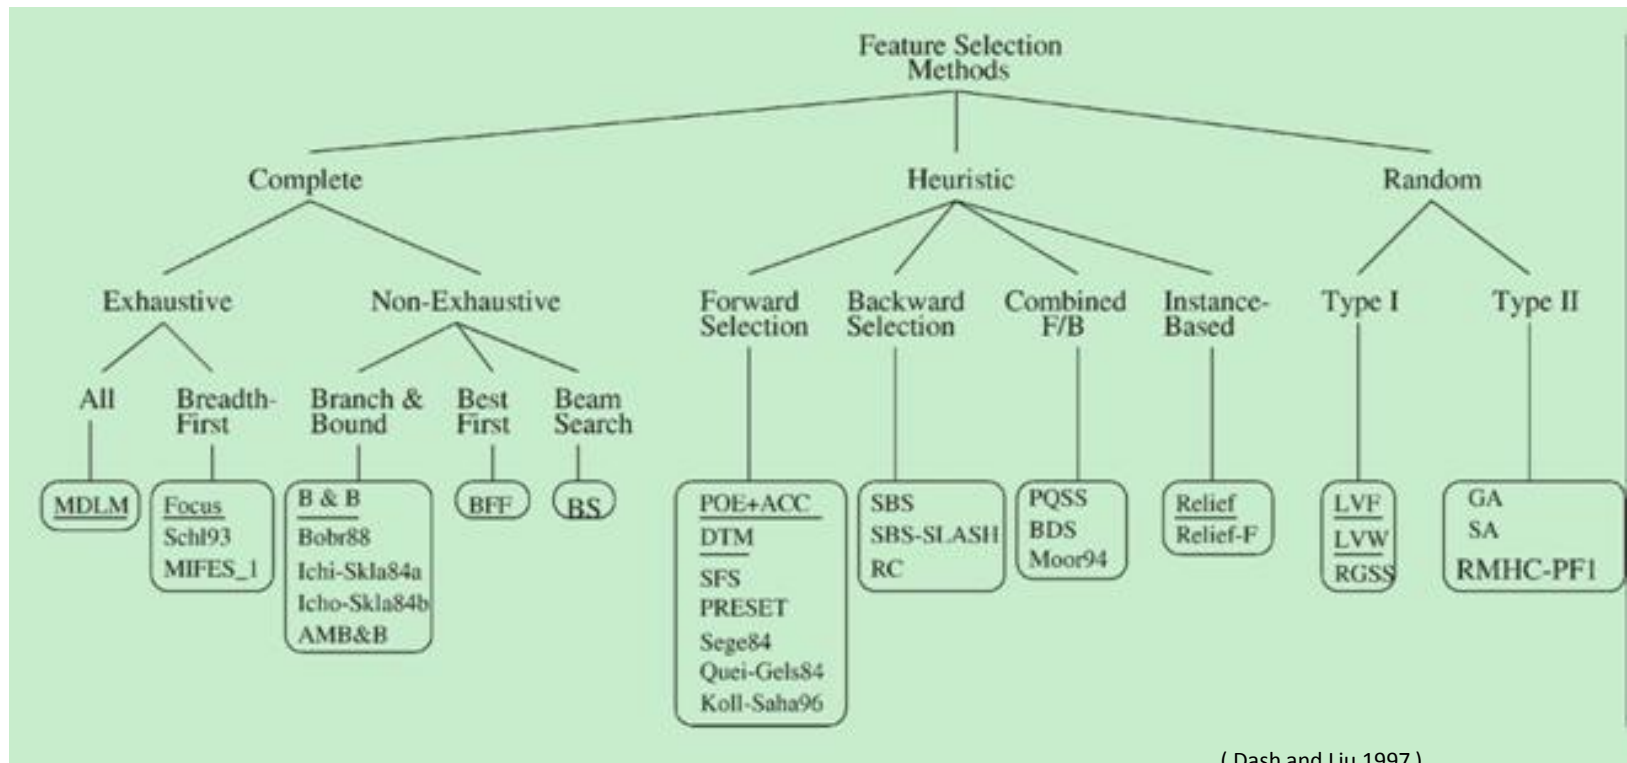 Feature Selection
Methods
Complete
Heuristic
Random
Exhaustive
Non-Exhaustive
Forward
Selection
Backward
Selection
Combined
F/B
Instance-
Based
Type I
Type II
All
Breadth-
First
Branch &
Bound
Best
First
Beam
Search
MDLM
Focus
Schl93
MIFES_1
B & B
Bobr88
Ichi-Skla84a
Icho-Skla84b
AMB&B
BFF
BS
POE+ACC
DTM
SFS
PRESET
Sege84
Quei-Gels84
Koll-Saha96
SBS
SBS-SLASH
RC
PQSS
BDS
Moor94
Relief
Relief-F
LVF
LVW
RGSS
GA
SA
RMHC-PF1
( Dash and Liu 1997 )